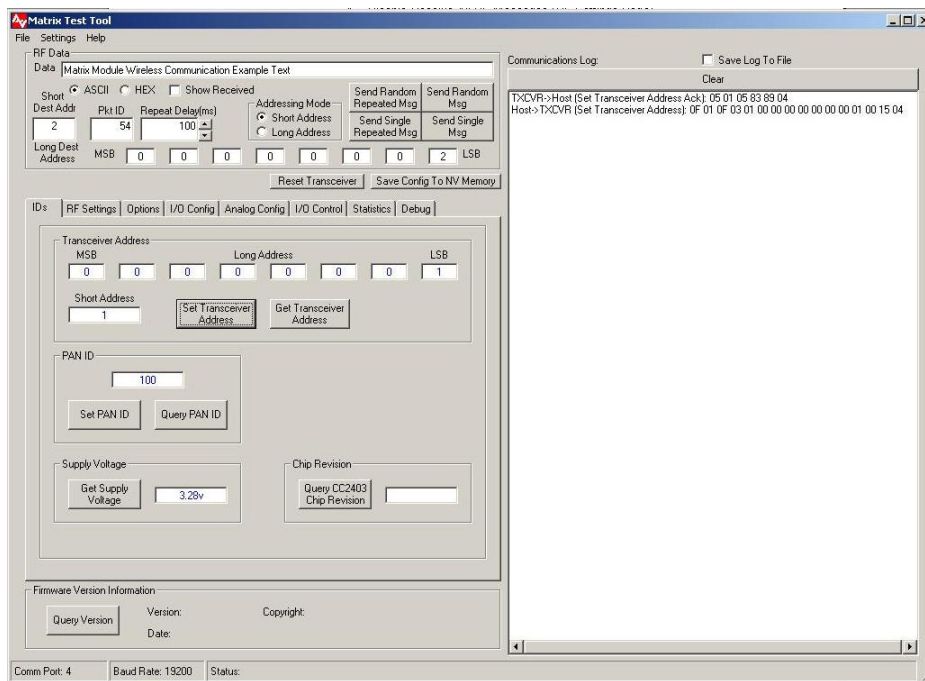 Matrix Test Tool
File Settings Help
RF Data
Data Matrix Module Wireless Communication Example Text
ASCII HEX Show Received
Short Dest Addr
2
Pkt ID
54
Repeat Delay(ms)
100
Addressing Mode
Short Address
Long Address
Send Random Repeated Msg
Send Random Msg
Send Single Repeated Msg
Send Single Msg
Long Dest Address
MSB 0 0 0 0 0 0 0 2 LSB
Reset Transceiver Save Config To NV Memory
IDs RF Settings Options I/O Config Analog Config I/O Control Statistics Debug
Transceiver Address
MSB Long Address LSB
0 0 0 0 0 0 0 1
Short Address
1
Set Transceiver Address
Get Transceiver Address
PAN ID
100
Set PAN ID Query PAN ID
Supply Voltage
Get Supply Voltage
3.28v
Chip Revision
Query CC2403 Chip Revision
Firmware Version Information
Query Version
Version: Copyright:
Date:
Comm Port: 4 Baud Rate: 19200 Status:
Communications Log: Save Log To File
Clear
TXCVR->Host (Set Transceiver Address Ack): 05 01 05 83 89 04
Host->TXCVR (Set Transceiver Address): 0F 01 0F 03 01 00 00 00 00 00 00 00 01 00 15 04